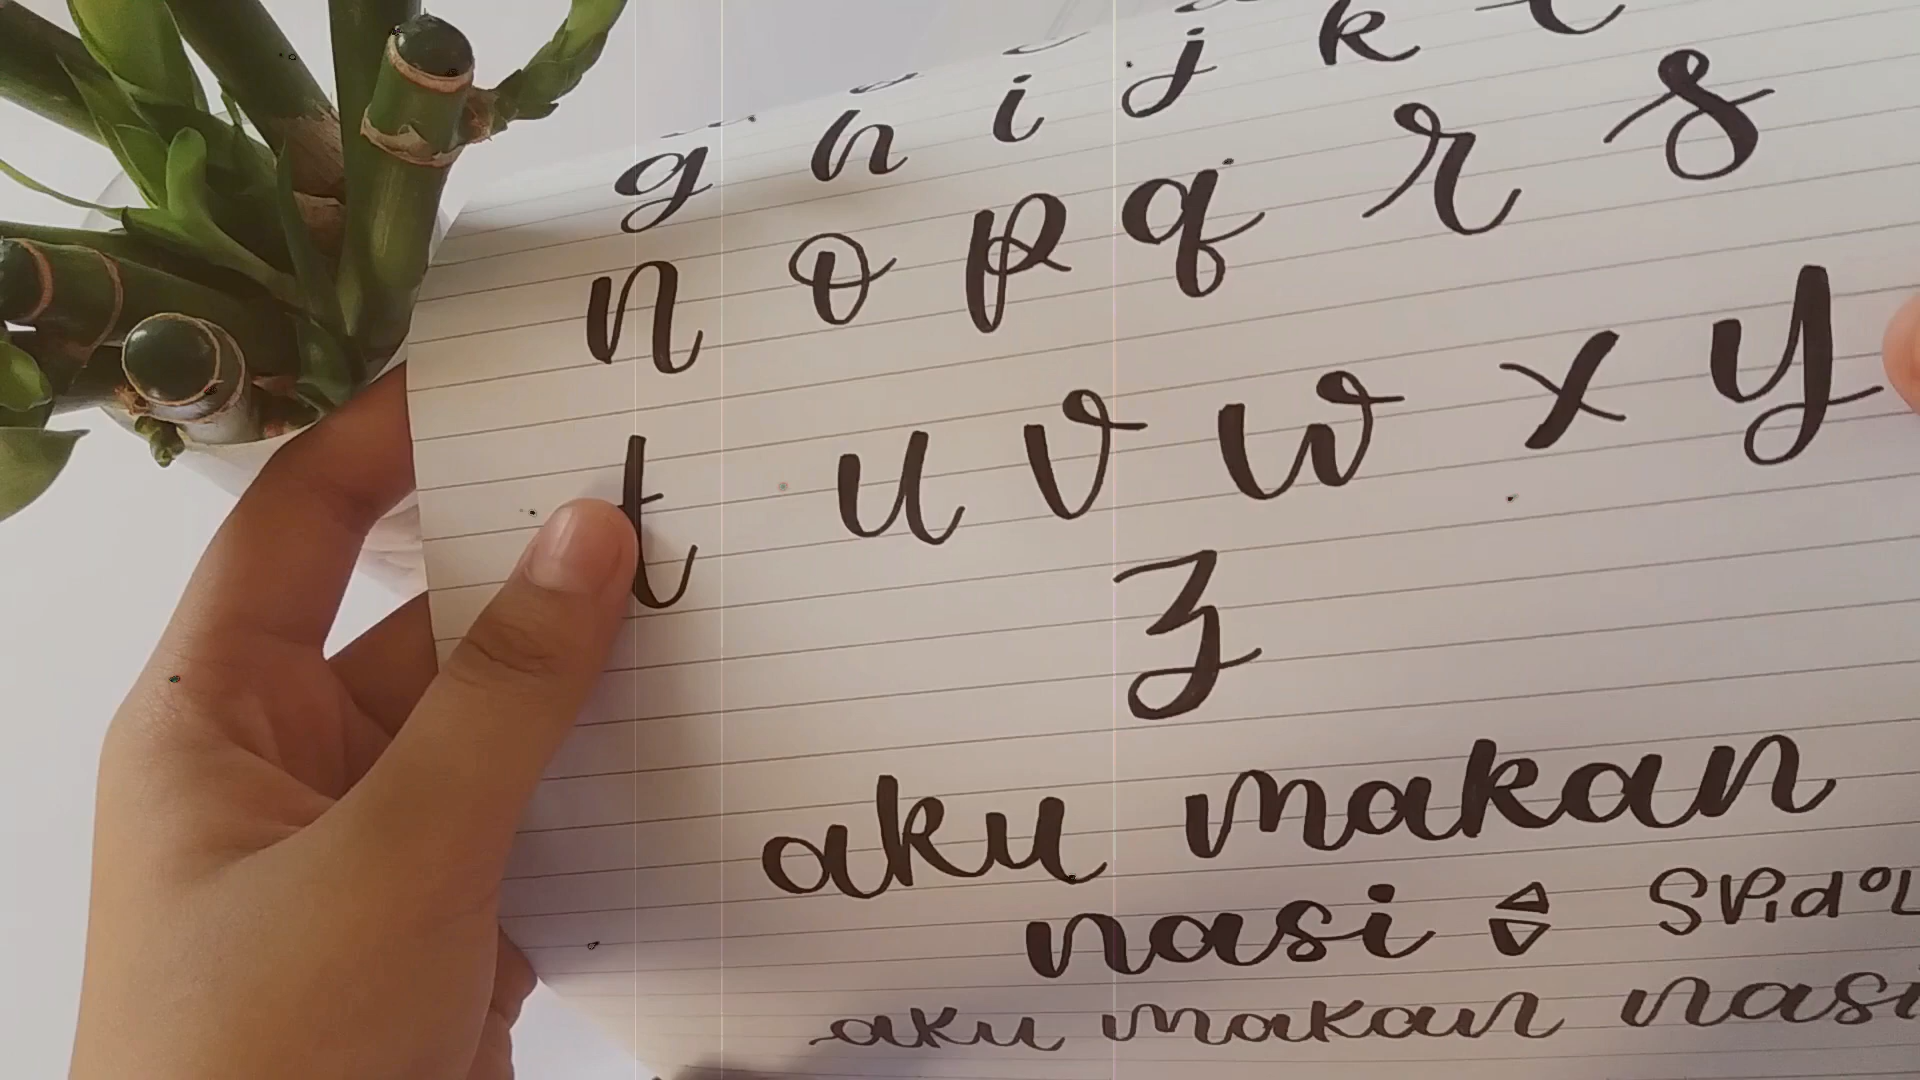 g h i j k l
n o p q r s
t u v w x y
z
aku makan
nasi
aku makan nasi